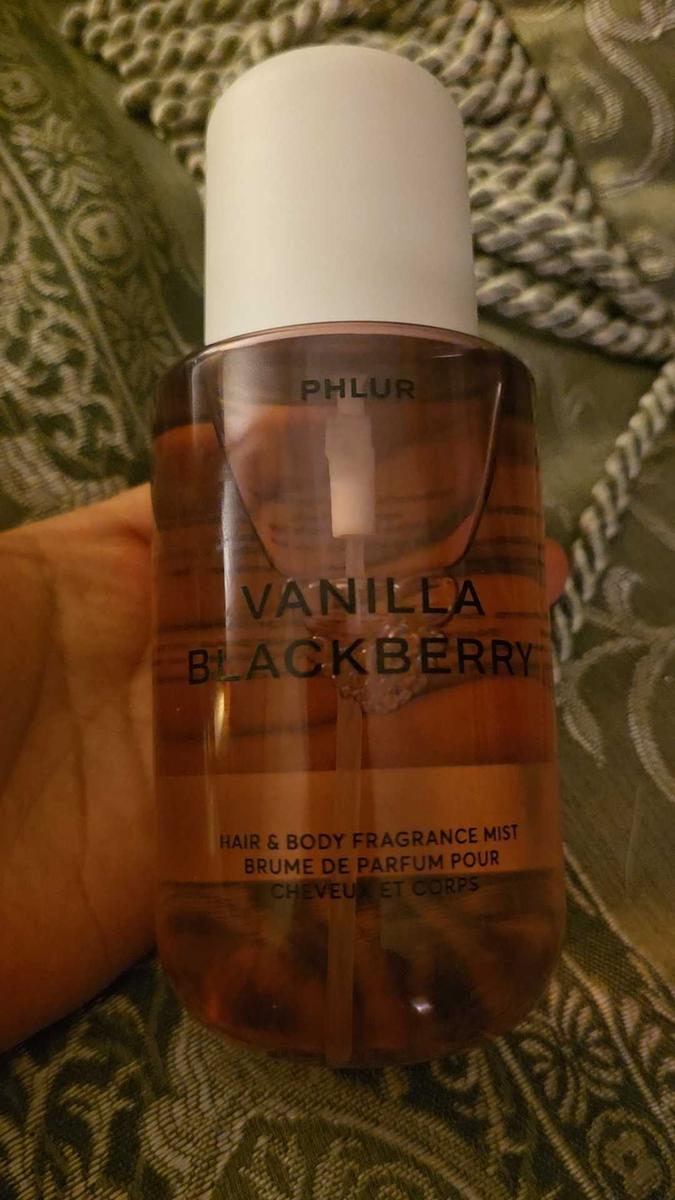 PHLUR
VANILLA
BLACKBERRY
HAIR & BODY FRAGRANCE MIST
BRUME DE PARFUM POUR
CHEVEUX ET CORPS